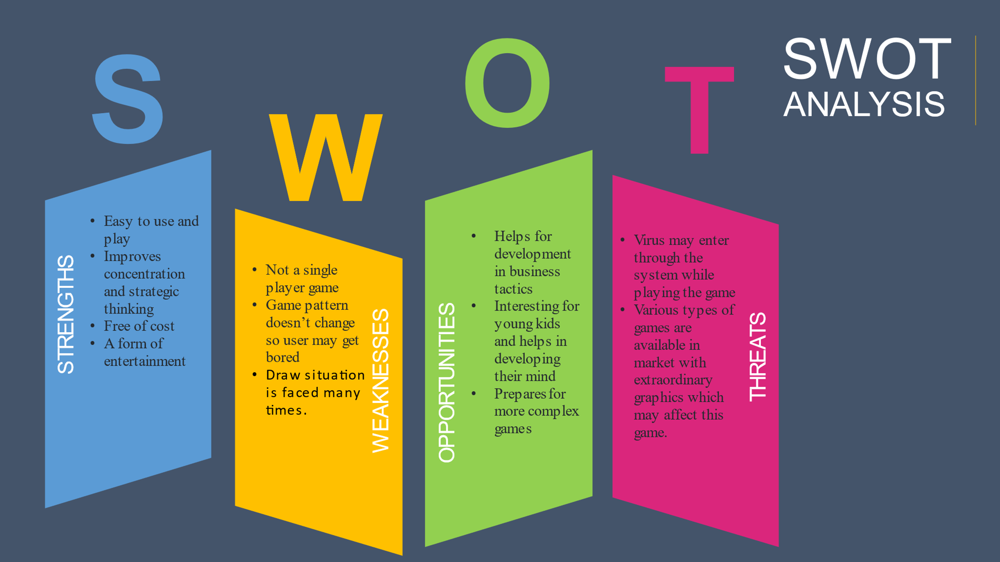 S
W
O
T
SWOT
ANALYSIS
STRENGTHS
• Easy to use and
play
• Improves
concentration
and strategic
thinking
• Free of cost
• A form of
entertainment
• Not a single
player game
• Game pattern
doesn’t change
so user may get
bored
• Draw situation
is faced many
times.
WEAKNESSES
OPPORTUNITIES
• Helps for
development
in business
tactics
• Interesting for
young kids
and helps in
developing
their mind
• Prepares for
more complex
games
• Virus may enter
through the
system while
playing the game
• Various types of
games are
available in
market with
extraordinary
graphics which
may affect this
game.
THREATS